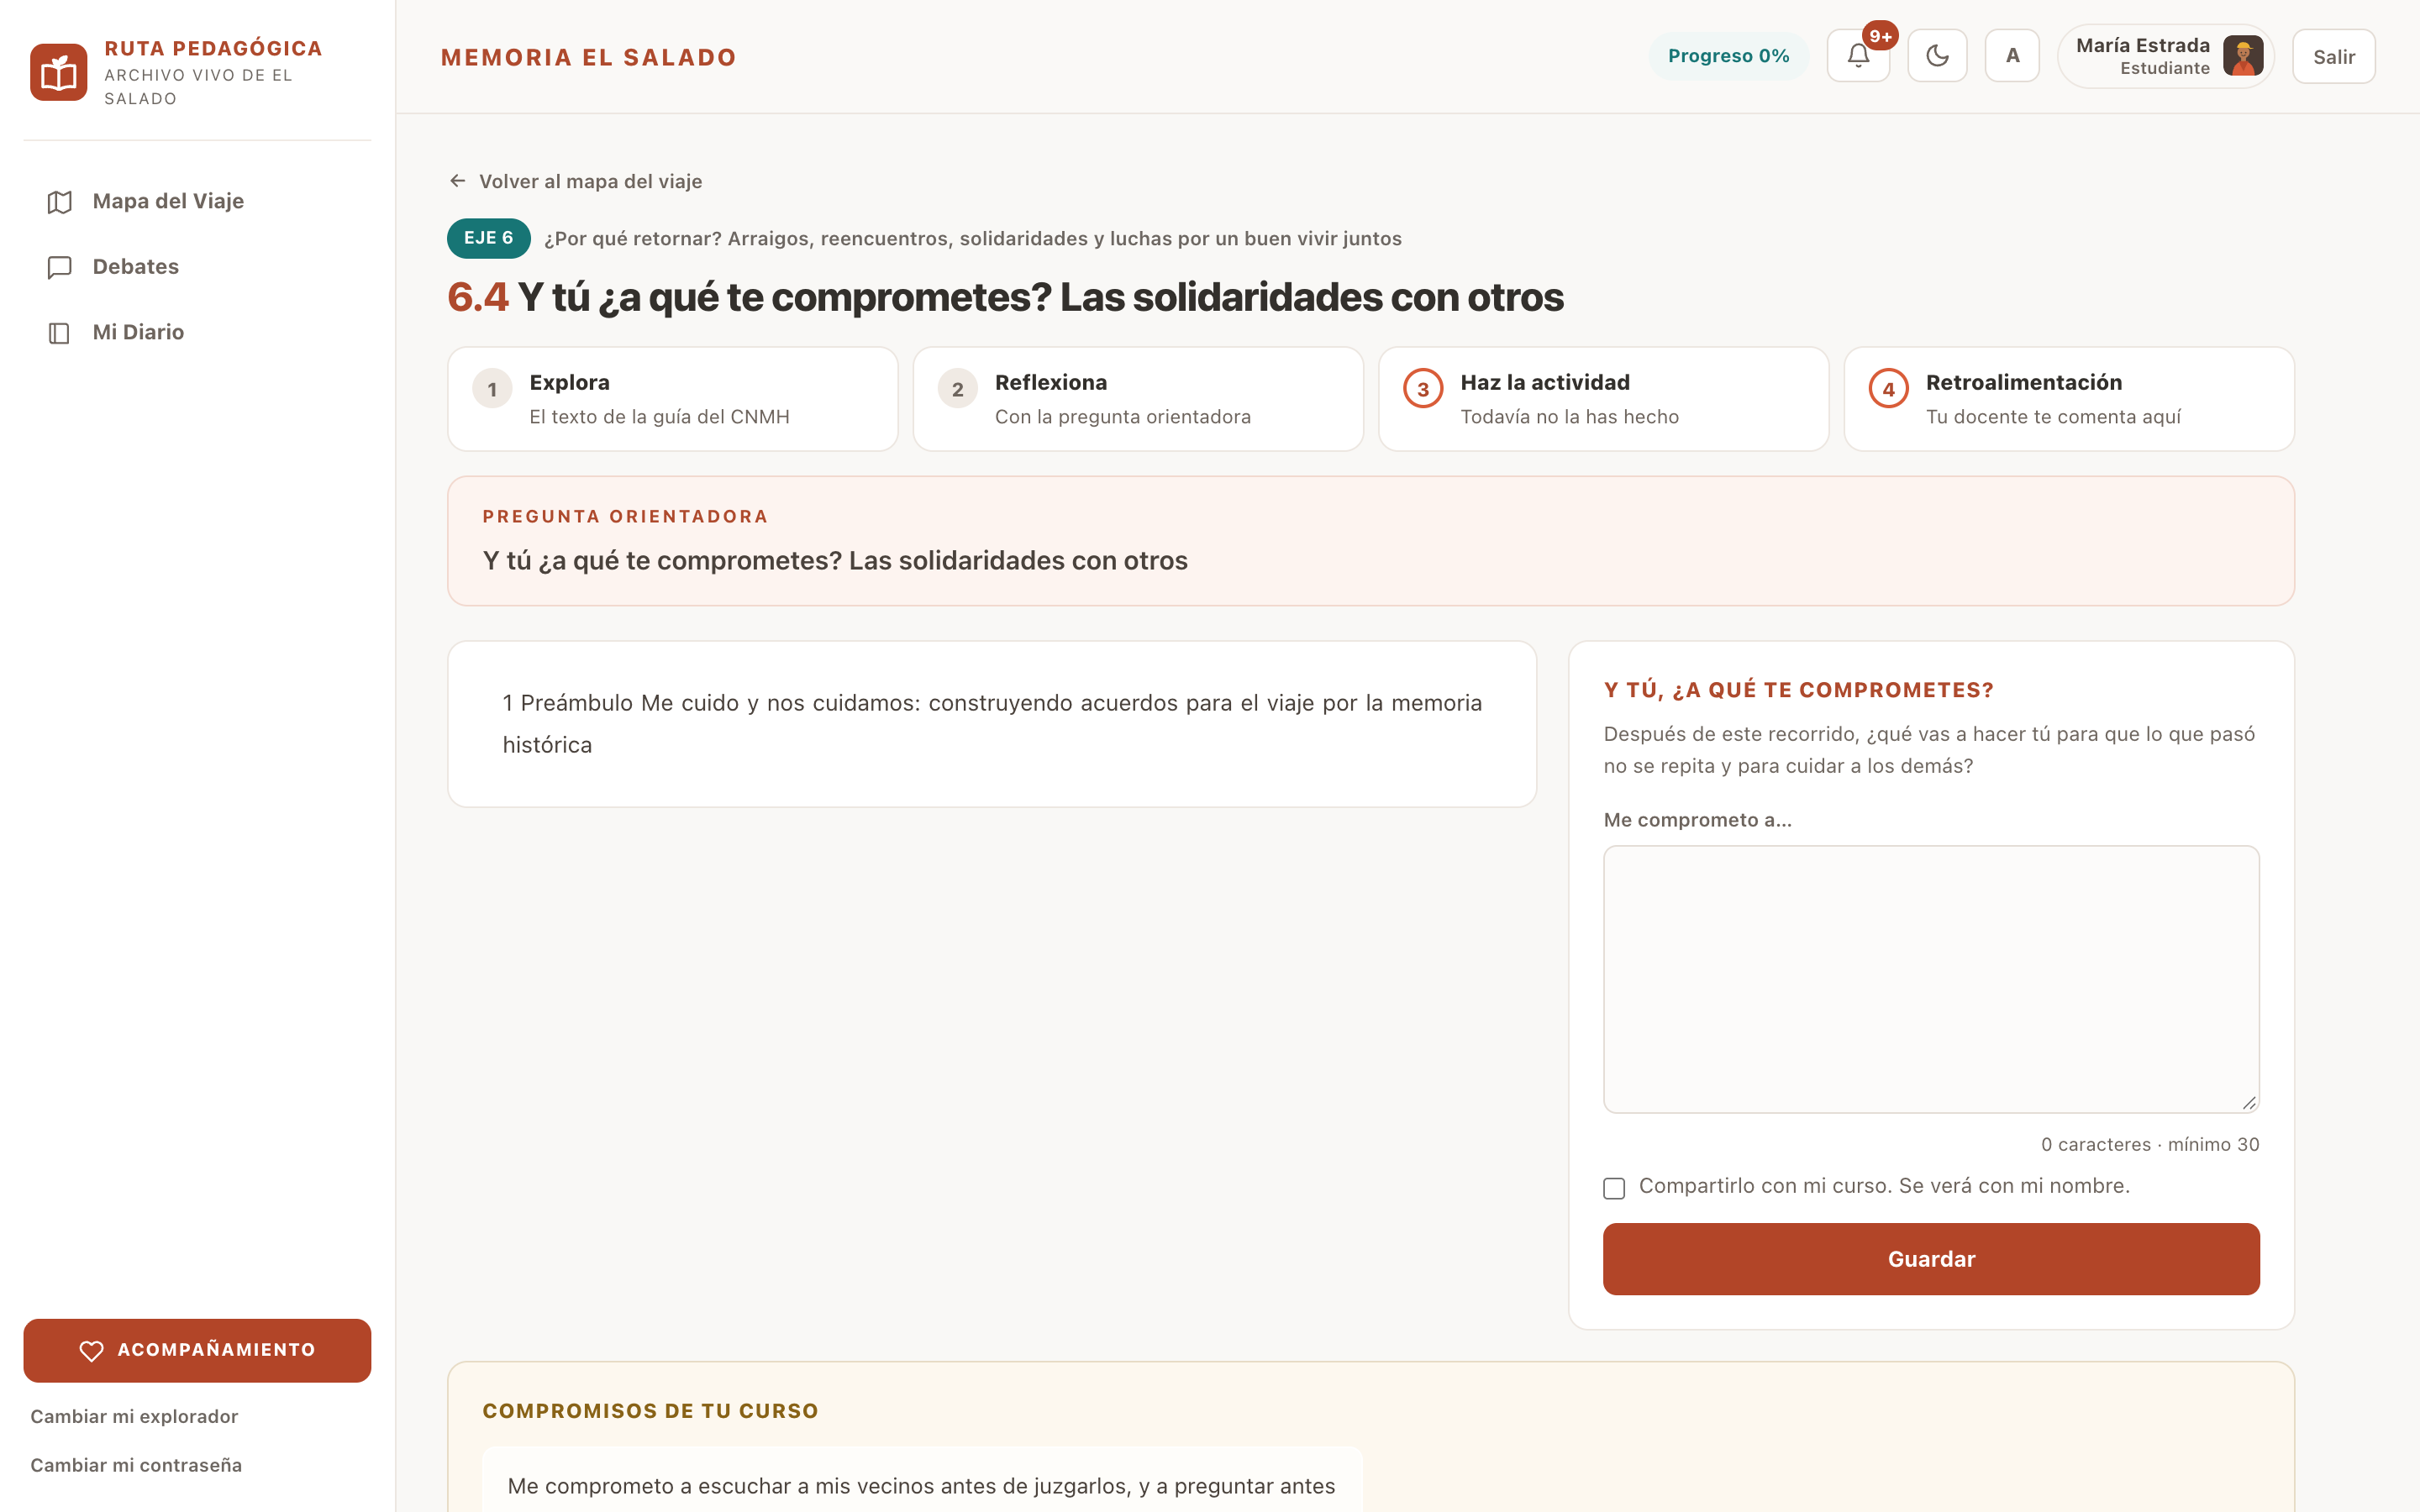 RUTA PEDAGÓGICA
ARCHIVO VIVO DE EL
SALADO
Mapa del Viaje
Debates
Mi Diario
ACOMPAÑAMIENTO
Cambiar mi explorador
Cambiar mi contraseña
MEMORIA EL SALADO
Progreso 0%
9+
A
María Estrada
Estudiante
Salir
← Volver al mapa del viaje
EJE 6 ¿Por qué retornar? Arraigos, reencuentros, solidaridades y luchas por un buen vivir juntos
6.4 Y tú ¿a qué te comprometes? Las solidaridades con otros
1 Explora
El texto de la guía del CNMH
2 Reflexiona
Con la pregunta orientadora
3 Haz la actividad
Todavía no la has hecho
4 Retroalimentación
Tu docente te comenta aquí
PREGUNTA ORIENTADORA
Y tú ¿a qué te comprometes? Las solidaridades con otros
1 Preámbulo Me cuido y nos cuidamos: construyendo acuerdos para el viaje por la memoria
histórica
Y TÚ, ¿A QUÉ TE COMPROMETES?
Después de este recorrido, ¿qué vas a hacer tú para que lo que pasó
no se repita y para cuidar a los demás?
Me comprometo a...
0 caracteres · mínimo 30
Compartirlo con mi curso. Se verá con mi nombre.
Guardar
COMPROMISOS DE TU CURSO
Me comprometo a escuchar a mis vecinos antes de juzgarlos, y a preguntar antes